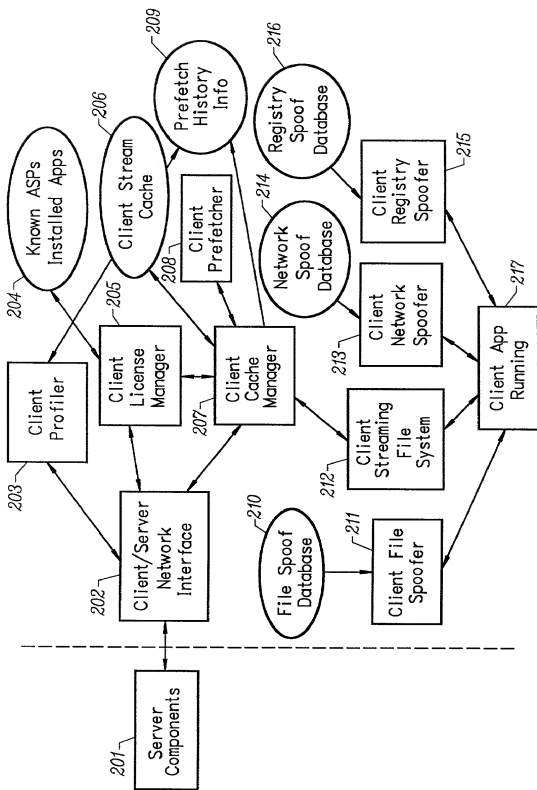 201
Server
Components
202
Client/Server
Network
Interface
203
Client
Profiler
204
Known ASPs
Installed Apps
205
Client
License
Manager
206
Client Stream
Cache
207
Client
Cache
Manager
208
Client
Prefetcher
209
Prefetch
History
Info
210
File Spoof
Database
211
Client File
Spoofer
212
Client
Streaming
File
System
213
Client
Network
Spoofer
214
Network
Spoof
Database
215
Client
Registry
Spoofer
216
Registry
Spoof
Database
217
Client App
Running